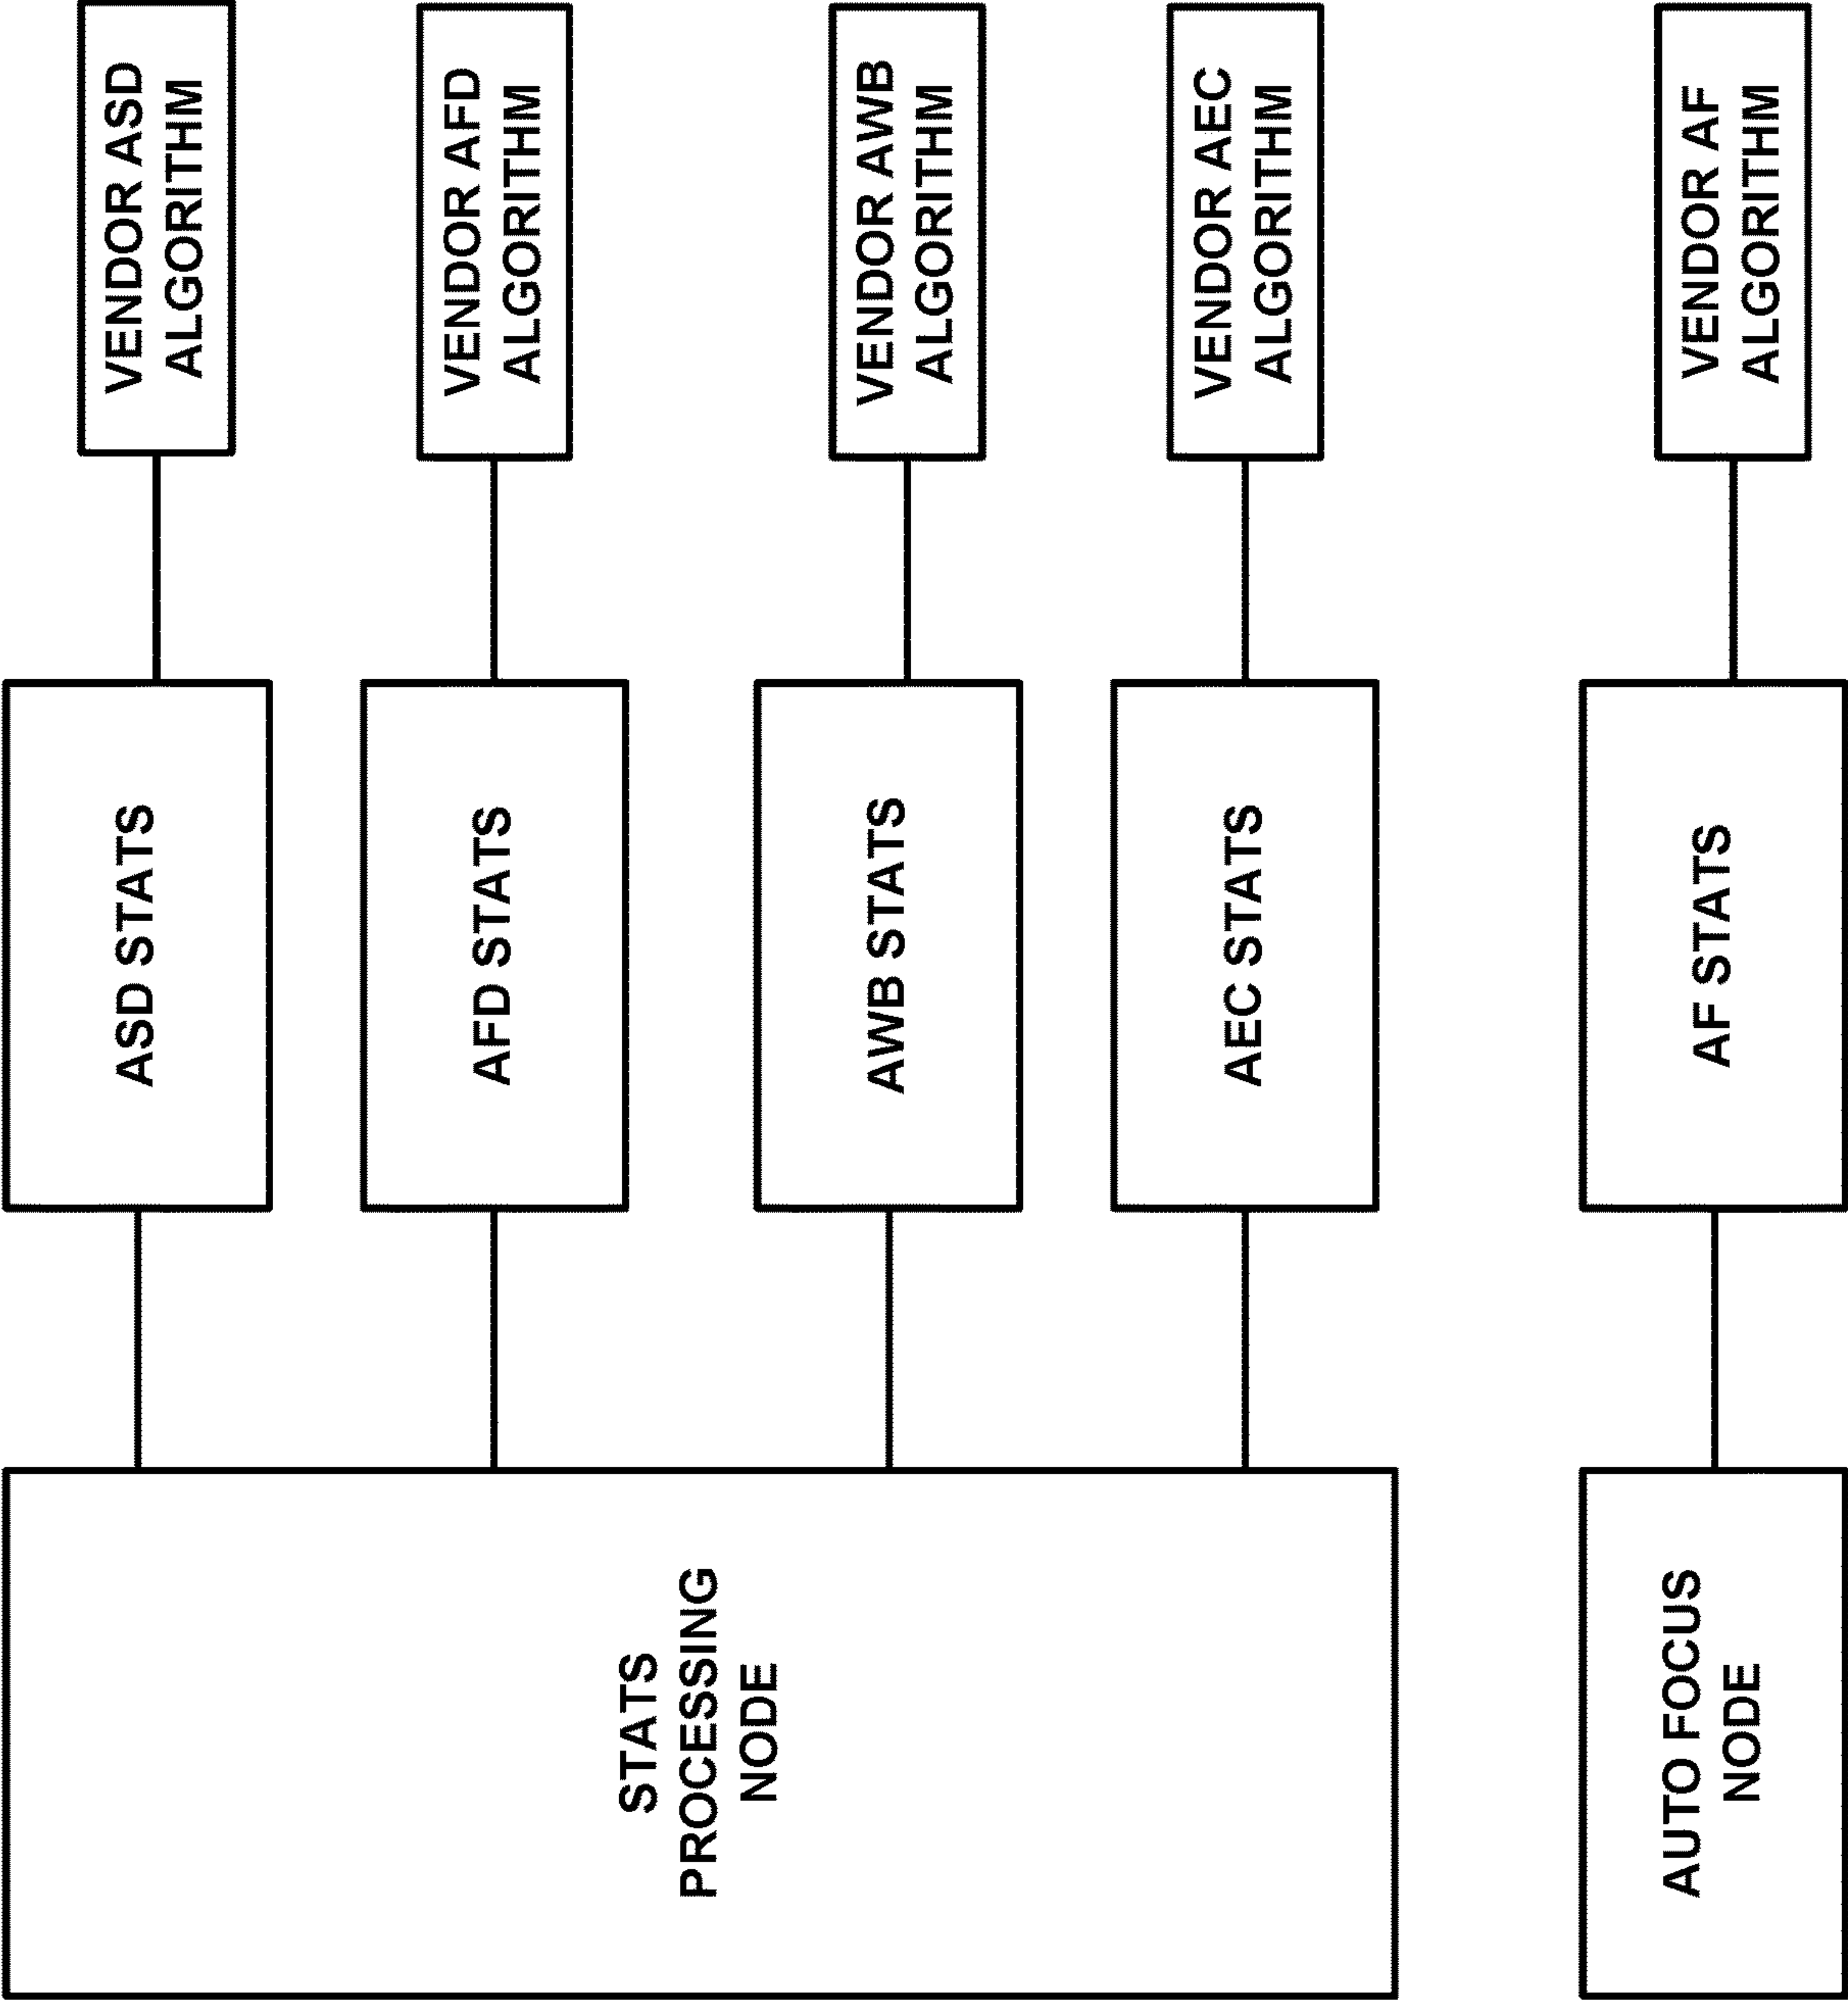 STATS
PROCESSING
NODE
ASD STATS
VENDOR ASD
ALGORITHM
AFD STATS
VENDOR AFD
ALGORITHM
AWB STATS
VENDOR AWB
ALGORITHM
AEC STATS
VENDOR AEC
ALGORITHM
AUTO FOCUS
NODE
AF STATS
VENDOR AF
ALGORITHM